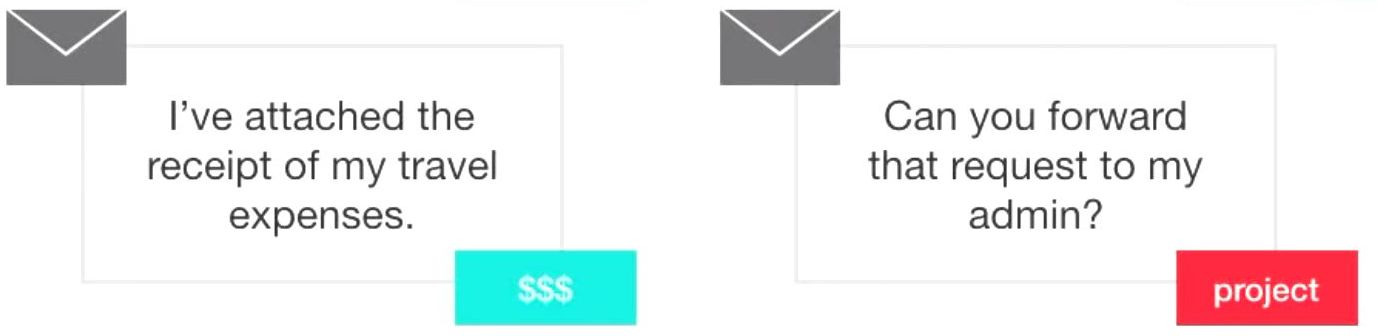 I’ve attached the
receipt of my travel
expenses.
$$$
Can you forward
that request to my
admin?
project